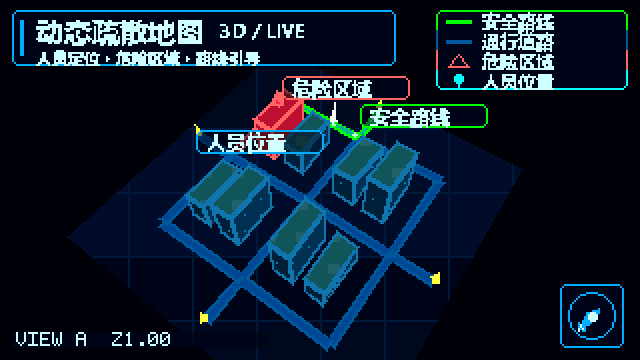 动态疏散地图 3D/LIVE
人员定位·危险区域·路线引导
安全路线
通行道路
危险区域
人员位置
危险区域
安全路线
人员位置
VIEW A Z1.00